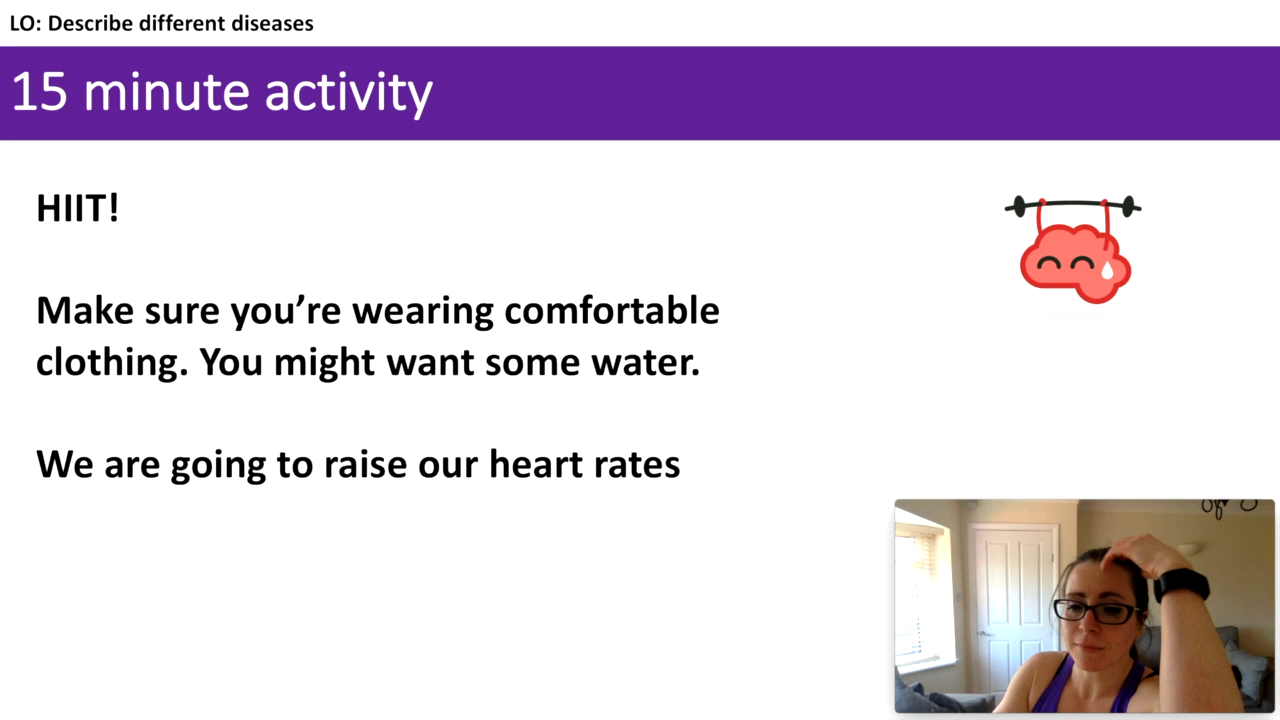 LO: Describe different diseases
15 minute activity
HIIT!
Make sure you’re wearing comfortable
clothing. You might want some water.
We are going to raise our heart rates